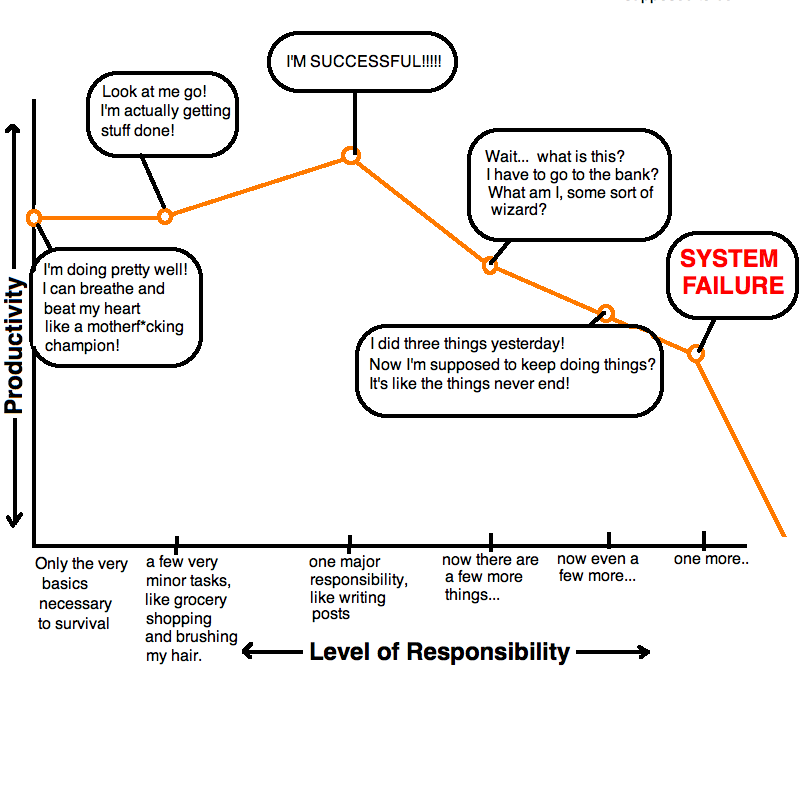 I'M SUCCESSFUL!!!!!
Look at me go!
I'm actually getting
stuff done!
Wait... what is this?
I have to go to the bank?
What am I, some sort of
wizard?
SYSTEM
FAILURE
I'm doing pretty well!
I can breathe and
beat my heart
like a motherf*cking
champion!
I did three things yesterday!
Now I'm supposed to keep doing things?
It's like the things never end!
Productivity
Only the very
basics
necessary
to survival
a few very
minor tasks,
like grocery
shopping
and brushing
my hair.
one major
responsibility,
like writing
posts
now there are
a few more
things...
now even a
few more...
one more..
Level of Responsibility